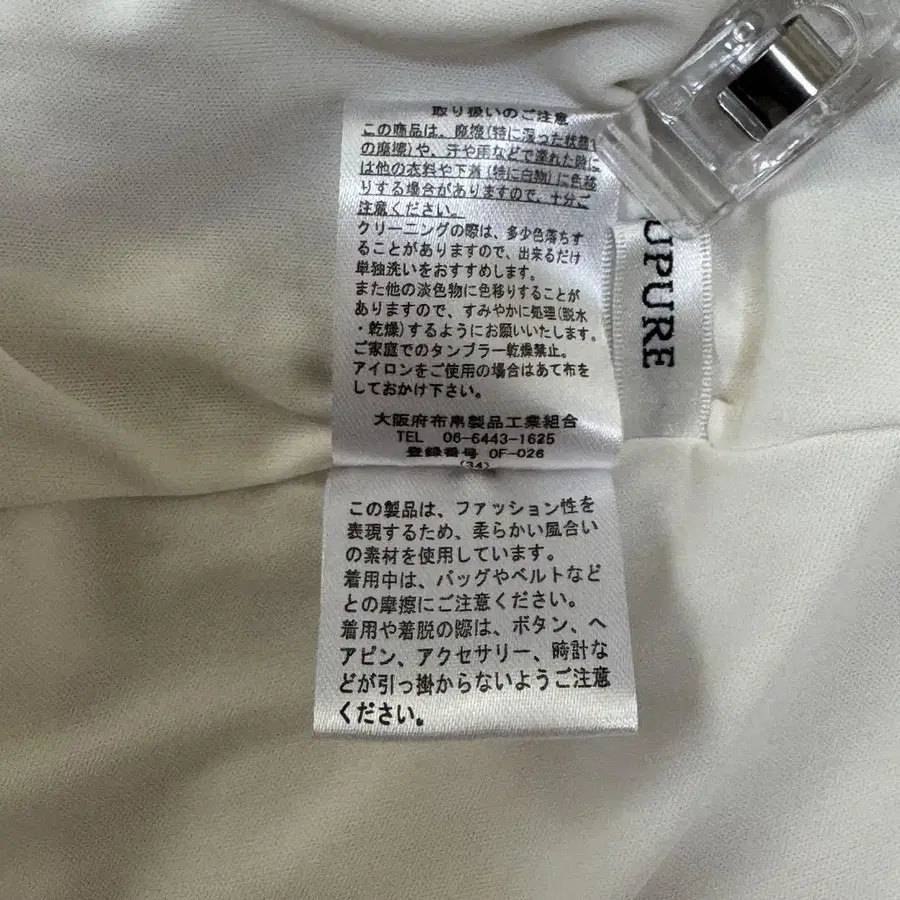 取り扱いのご注意
この商品は、摩擦(特に湿った状態で
の摩擦)や、汗や雨などで濡れた時に
は他の衣料や下着(特に白物)に色移
りする場合がありますので、十分ご
注意ください。
クリーニングの際は、多少色落ちす
ることがありますので、出来るだけ
単独洗いをおすすめします。
また他の淡色物に色移りすることが
ありますので、すみやかに処理(脱水
・乾燥)するようにお願いいたします。
ご家庭でのタンブラー乾燥禁止。
アイロンをご使用の場合はあて布を
しておかけ下さい。
大阪府布帛製品工業組合
TEL 06-6443-1625
登録番号 OF-026
(34)
この製品は、ファッション性を
表現するため、柔らかい風合い
の素材を使用しています。
着用中は、バッグやベルトなど
との摩擦にご注意ください。
着用や着脱の際は、ボタン、ヘ
アピン、アクセサリー、時計な
どが引っ掛からないようご注意
ください。
UPURE